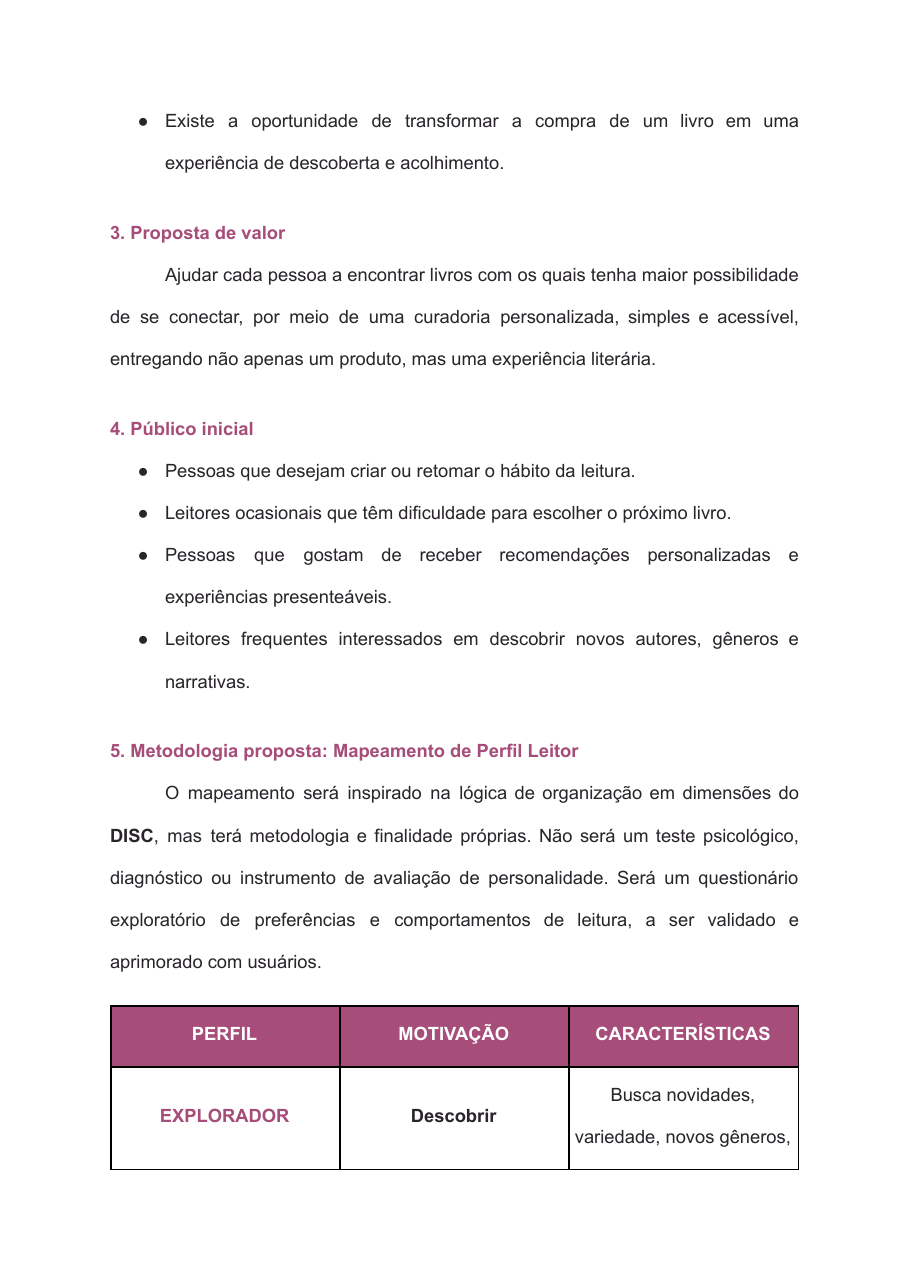 ● Existe a oportunidade de transformar a compra de um livro em uma
experiência de descoberta e acolhimento.
3. Proposta de valor
Ajudar cada pessoa a encontrar livros com os quais tenha maior possibilidade
de se conectar, por meio de uma curadoria personalizada, simples e acessível,
entregando não apenas um produto, mas uma experiência literária.
4. Público inicial
● Pessoas que desejam criar ou retomar o hábito da leitura.
● Leitores ocasionais que têm dificuldade para escolher o próximo livro.
● Pessoas que gostam de receber recomendações personalizadas e
experiências presenteáveis.
● Leitores frequentes interessados em descobrir novos autores, gêneros e
narrativas.
5. Metodologia proposta: Mapeamento de Perfil Leitor
O mapeamento será inspirado na lógica de organização em dimensões do
DISC, mas terá metodologia e finalidade próprias. Não será um teste psicológico,
diagnóstico ou instrumento de avaliação de personalidade. Será um questionário
exploratório de preferências e comportamentos de leitura, a ser validado e
aprimorado com usuários.
PERFIL MOTIVAÇÃO CARACTERÍSTICAS
EXPLORADOR Descobrir Busca novidades,
variedade, novos gêneros,